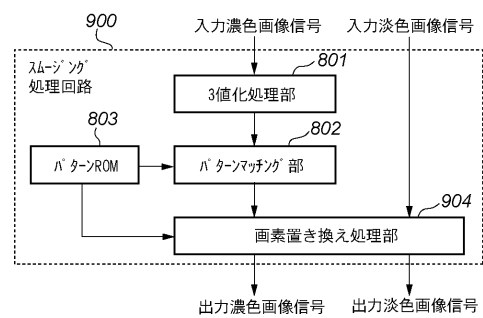 900
入力濃色画像信号
入力淡色画像信号
ｽﾑｰｼﾞﾝｸﾞ
処理回路
801
3値化処理部
803
802
ﾊﾟﾀｰﾝROM
ﾊﾟﾀｰﾝﾏｯﾁﾝｸﾞ部
904
画素置き換え処理部
出力濃色画像信号
出力淡色画像信号